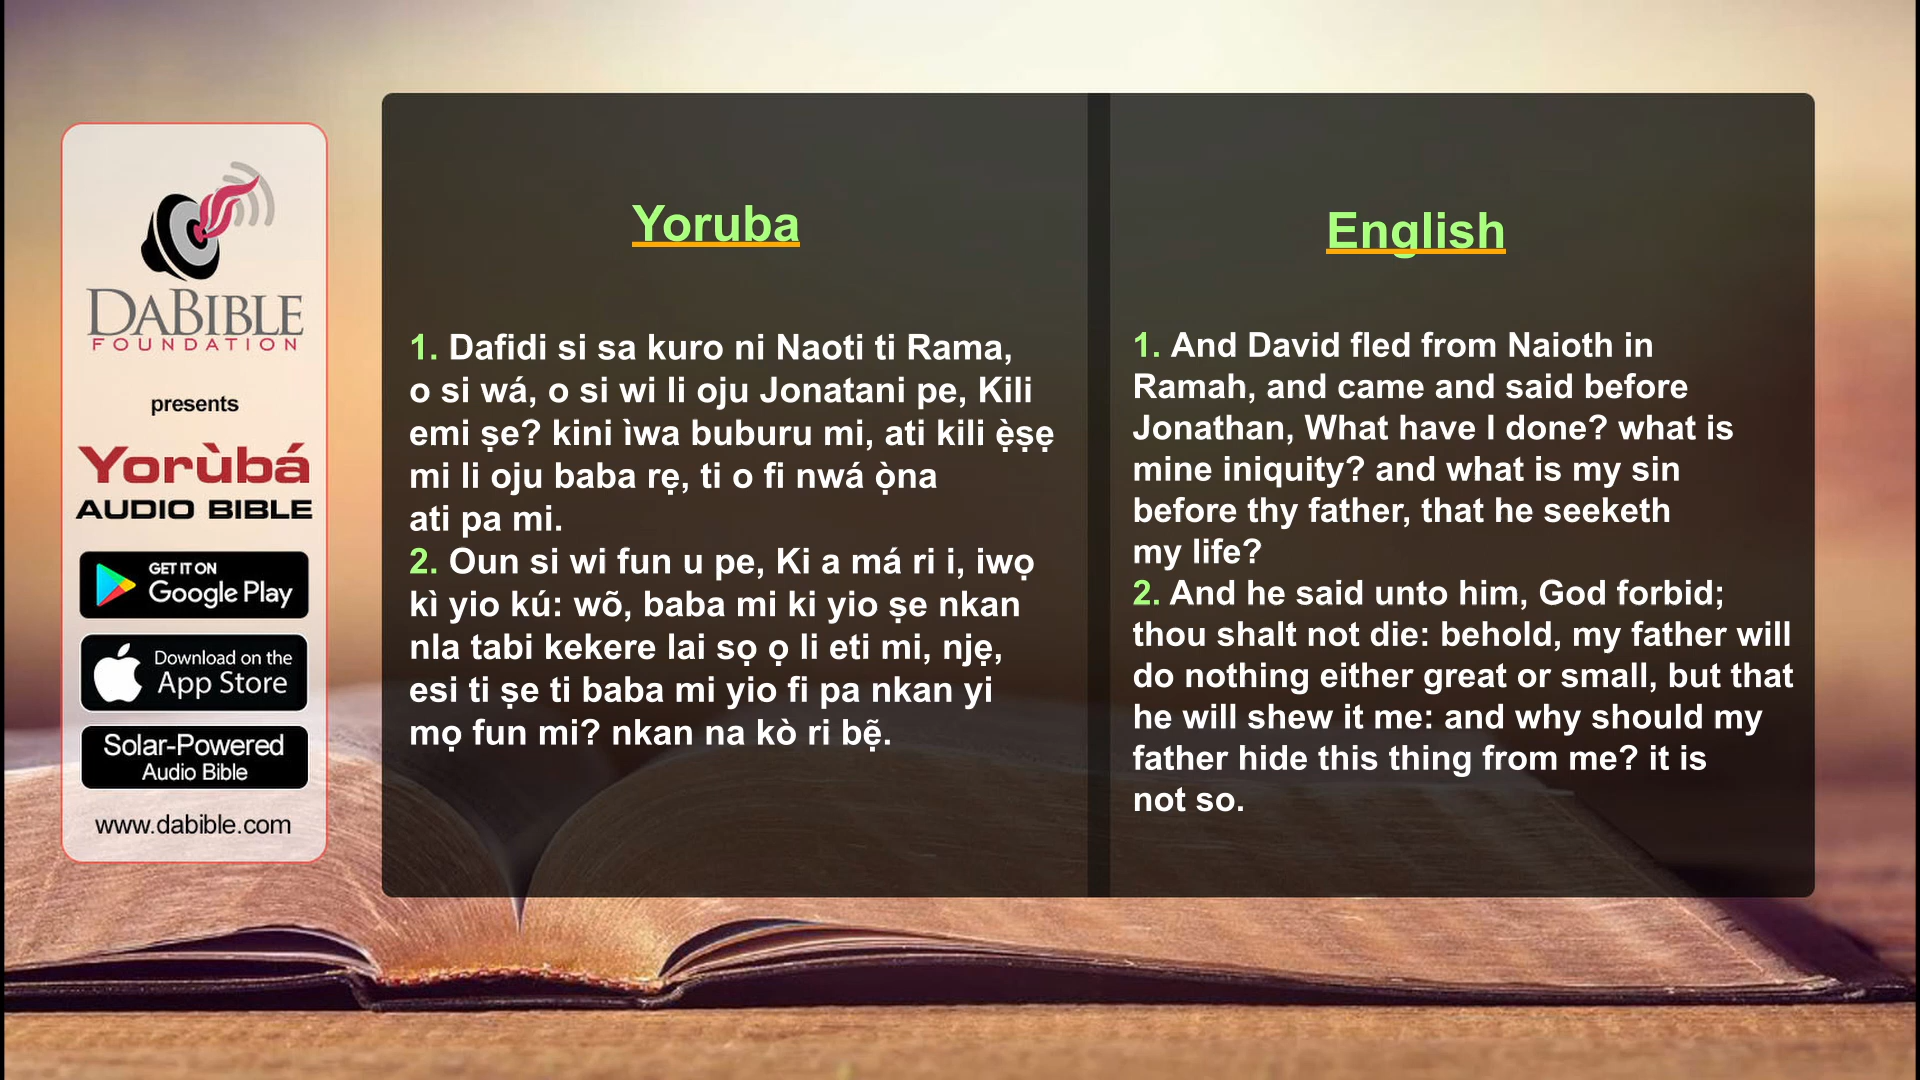 DABIBLE
FOUNDATION
presents
Yorùbá
AUDIO BIBLE
GET IT ON
Google Play
Download on the
App Store
Solar-Powered
Audio Bible
www.dabible.com
Yoruba
1. Dafidi si sa kuro ni Naoti ti Rama,
o si wá, o si wi li oju Jonatani pe, Kili
emi ṣe? kini ìwa buburu mi, ati kili ẹ̀ṣẹ
mi li oju baba rẹ, ti o fi nwá ọ̀na
ati pa mi.
2. Oun si wi fun u pe, Ki a má ri i, iwọ
kì yio kú: wõ, baba mi ki yio ṣe nkan
nla tabi kekere lai sọ ọ li eti mi, njẹ,
esi ti ṣe ti baba mi yio fi pa nkan yi
mọ fun mi? nkan na kò ri bẹ̃.
English
1. And David fled from Naioth in
Ramah, and came and said before
Jonathan, What have I done? what is
mine iniquity? and what is my sin
before thy father, that he seeketh
my life?
2. And he said unto him, God forbid;
thou shalt not die: behold, my father will
do nothing either great or small, but that
he will shew it me: and why should my
father hide this thing from me? it is
not so.